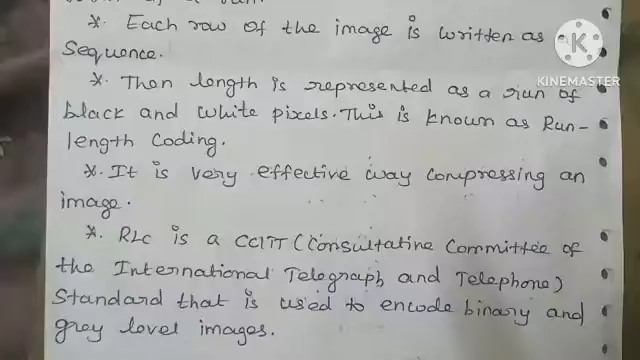 *. Each row of the image is written as
Sequence.
*. Then length is represented as a run of
black and white pixels. This is known as Run-
length Coding.
*. It is very effective way compressing an
image.
*. RLC is a CCITT (Consultative Committee of
the International Telegraph and Telephone)
Standard that is used to encode binary and
grey level images.
KINEMASTER